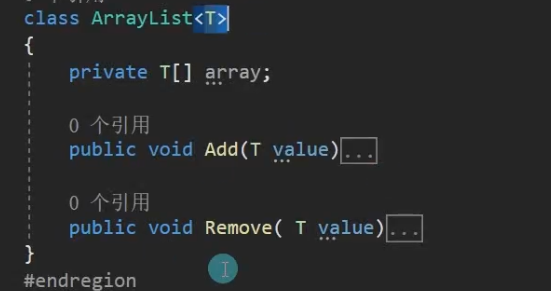 class ArrayList<T>
{
private T[] array;
0 个引用
public void Add(T value)...
0 个引用
public void Remove( T value)...
}
#endregion